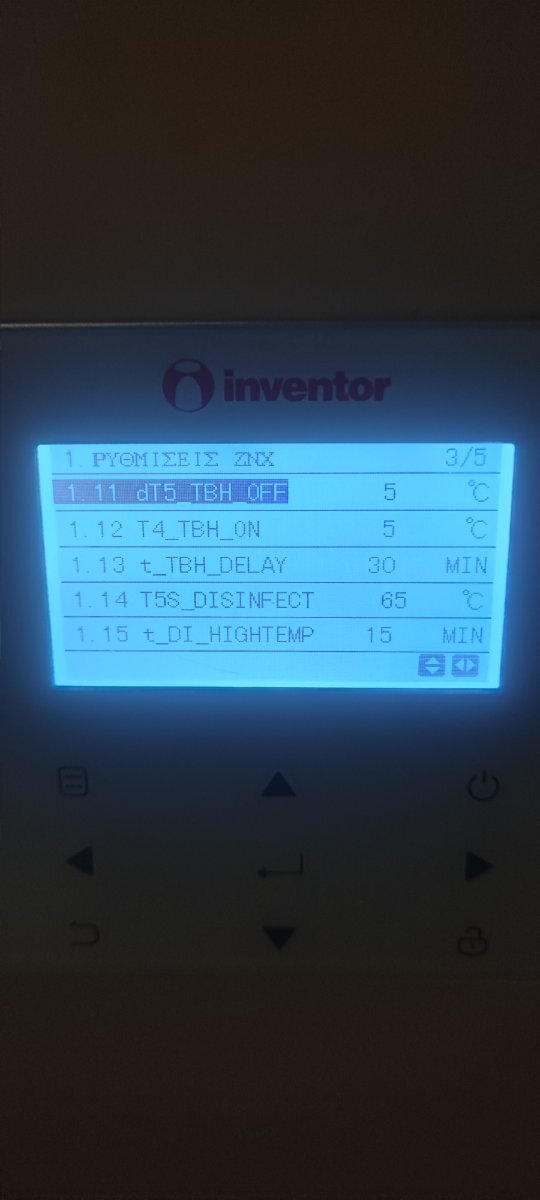 inventor
1. ΡΥΘΜΙΣΕΙΣ ΖΝΧ 3/5
1.11 dT5_TBH_OFF 5 ℃
1.12 T4_TBH_ON 5 ℃
1.13 t_TBH_DELAY 30 MIN
1.14 T5S_DISINFECT 65 ℃
1.15 t_DI_HIGHTEMP 15 MIN